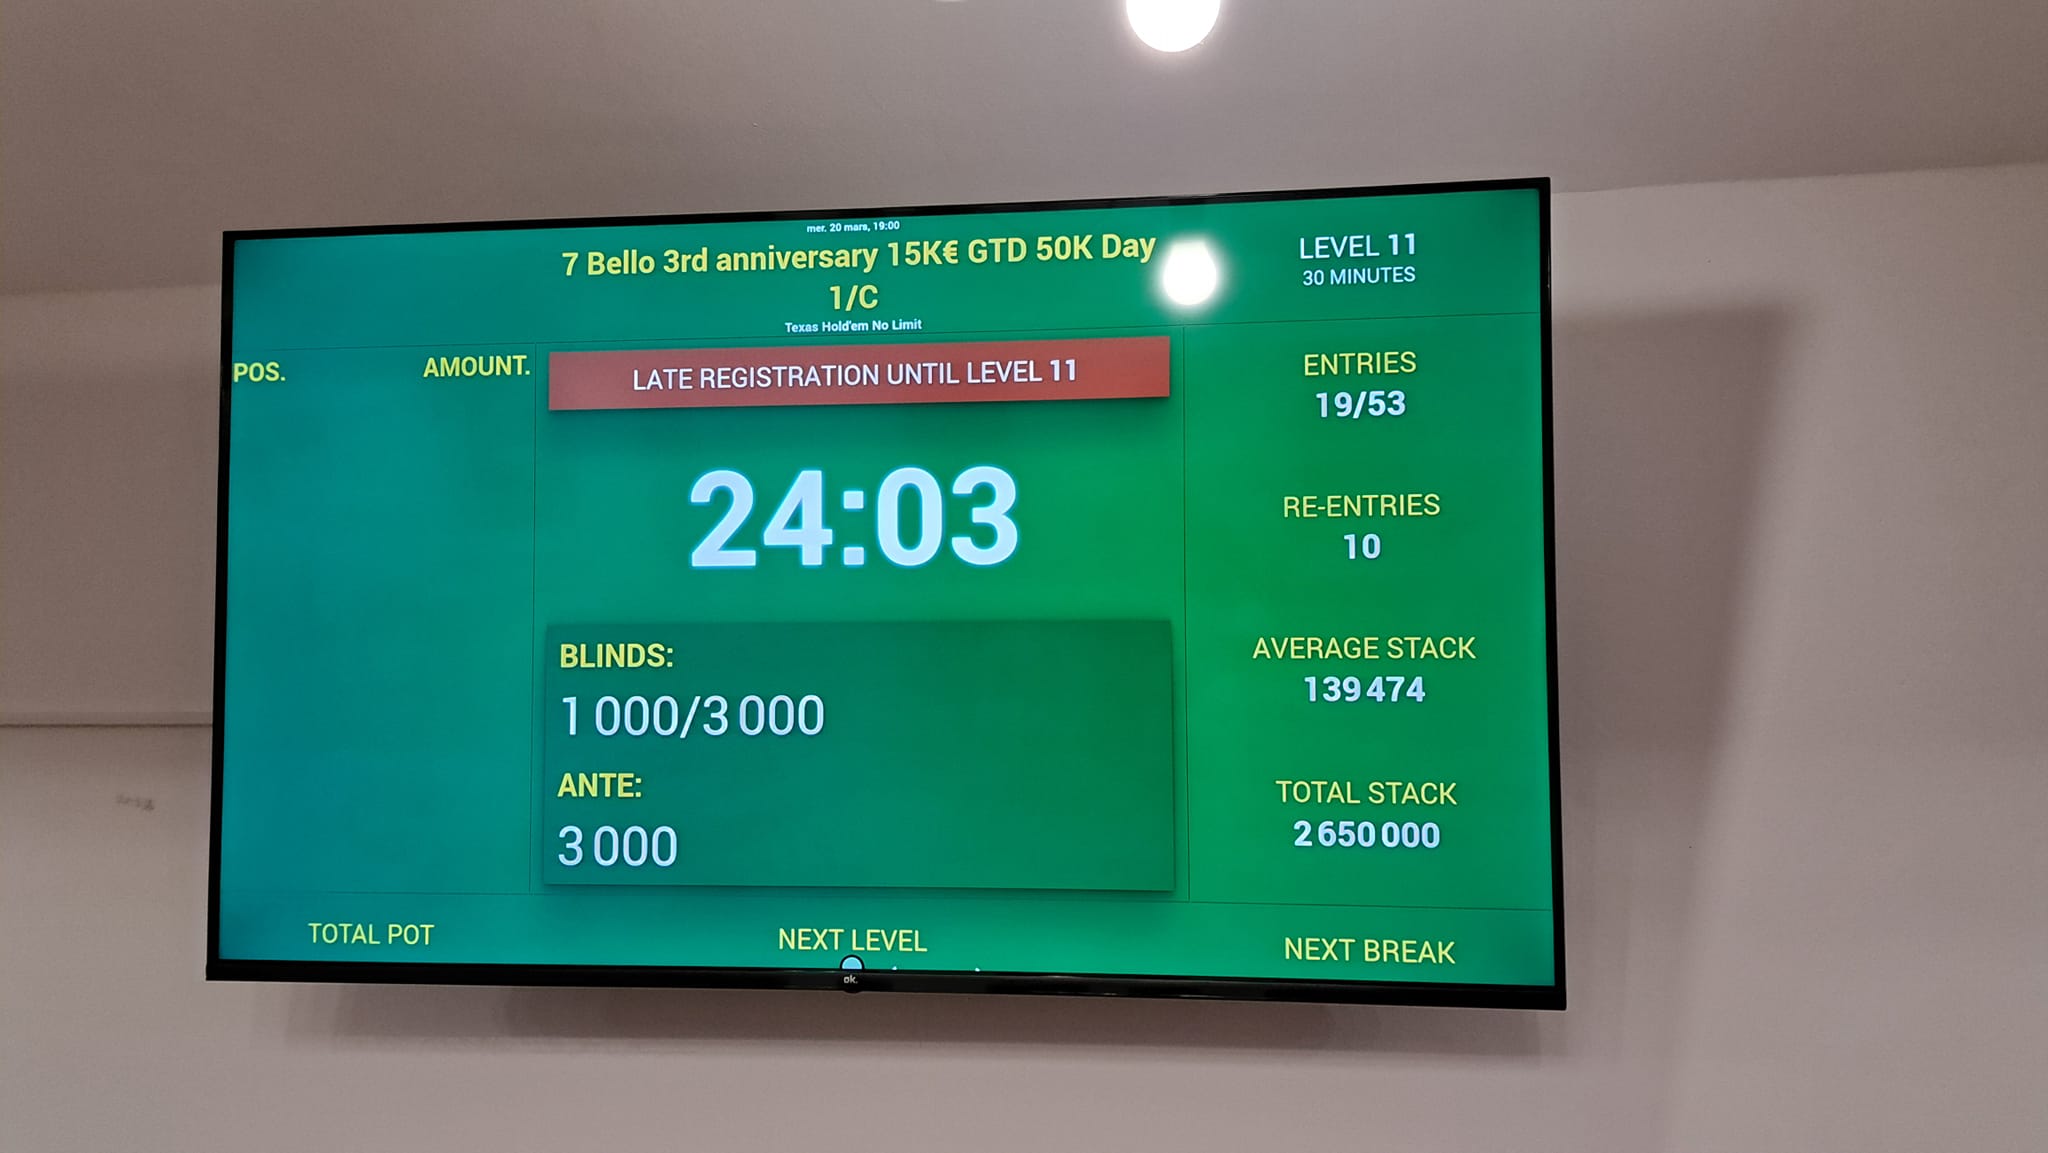 mer. 20 mars, 19:00
7 Bello 3rd anniversary 15K€ GTD 50K Day
1/C
Texas Hold'em No Limit
LEVEL 11
30 MINUTES
POS. AMOUNT.
LATE REGISTRATION UNTIL LEVEL 11
24:03
BLINDS:
1 000/3 000
ANTE:
3 000
ENTRIES
19/53
RE-ENTRIES
10
AVERAGE STACK
139 474
TOTAL STACK
2 650 000
TOTAL POT
NEXT LEVEL
NEXT BREAK
ok.